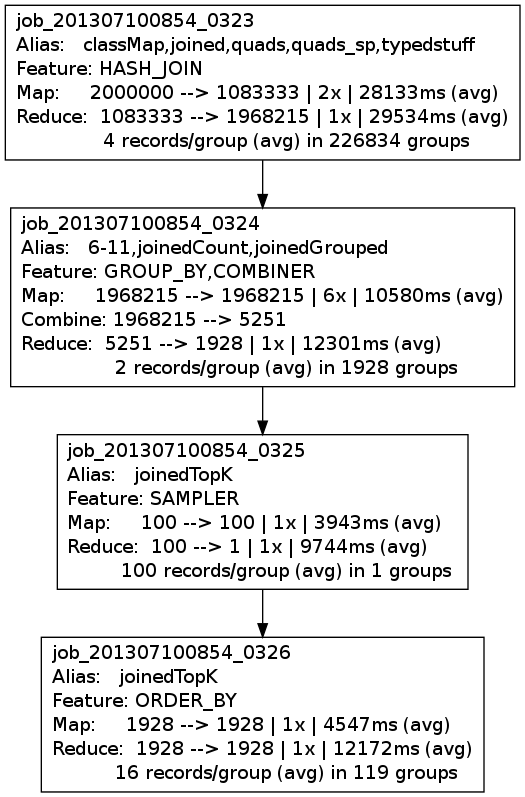 job_201307100854_0323
Alias: classMap,joined,quads,quads_sp,typedstuff
Feature: HASH_JOIN
Map: 2000000 --> 1083333 | 2x | 28133ms (avg)
Reduce: 1083333 --> 1968215 | 1x | 29534ms (avg)
4 records/group (avg) in 226834 groups
job_201307100854_0324
Alias: 6-11,joinedCount,joinedGrouped
Feature: GROUP_BY,COMBINER
Map: 1968215 --> 1968215 | 6x | 10580ms (avg)
Combine: 1968215 --> 5251
Reduce: 5251 --> 1928 | 1x | 12301ms (avg)
2 records/group (avg) in 1928 groups
job_201307100854_0325
Alias: joinedTopK
Feature: SAMPLER
Map: 100 --> 100 | 1x | 3943ms (avg)
Reduce: 100 --> 1 | 1x | 9744ms (avg)
100 records/group (avg) in 1 groups
job_201307100854_0326
Alias: joinedTopK
Feature: ORDER_BY
Map: 1928 --> 1928 | 1x | 4547ms (avg)
Reduce: 1928 --> 1928 | 1x | 12172ms (avg)
16 records/group (avg) in 119 groups